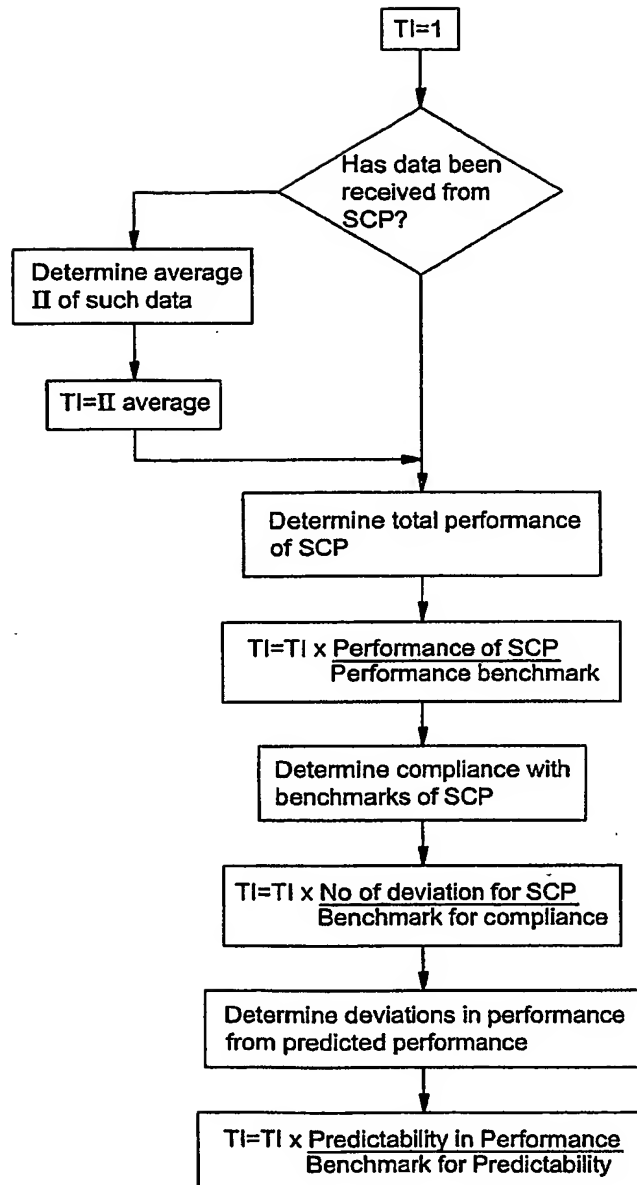 TI=1
Has data been
received from
SCP?
Determine average
II of such data
TI=II average
Determine total performance
of SCP
TI=TI x Performance of SCP
Performance benchmark
Determine compliance with
benchmarks of SCP
TI=TI x No of deviation for SCP
Benchmark for compliance
Determine deviations in performance
from predicted performance
TI=TI x Predictability in Performance
Benchmark for Predictability